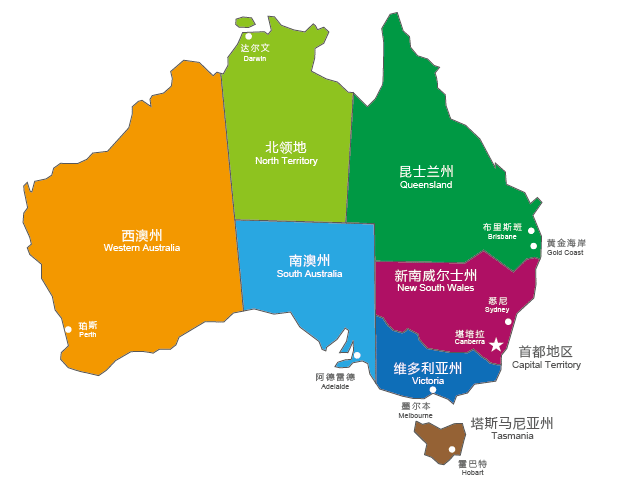 达尔文
Darwin
北领地
North Territory
昆士兰州
Queensland
西澳州
Western Australia
布里斯班
Brisbane
黄金海岸
Gold Coast
南澳州
South Australia
新南威尔士州
New South Wales
悉尼
Sydney
珀斯
Perth
堪培拉
Canberra
首都地区
Capital Territory
维多利亚州
Victoria
阿德雷德
Adelaide
墨尔本
Melbourne
塔斯马尼亚州
Tasmania
霍巴特
Hobart